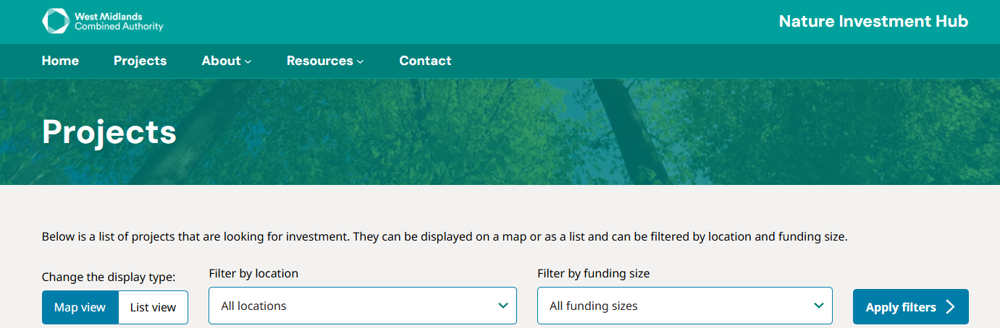 West Midlands
Combined Authority
Nature Investment Hub
Home Projects About Resources Contact
Projects
Below is a list of projects that are looking for investment. They can be displayed on a map or as a list and can be filtered by location and funding size.
Change the display type:
Map view List view
Filter by location
All locations
Filter by funding size
All funding sizes
Apply filters